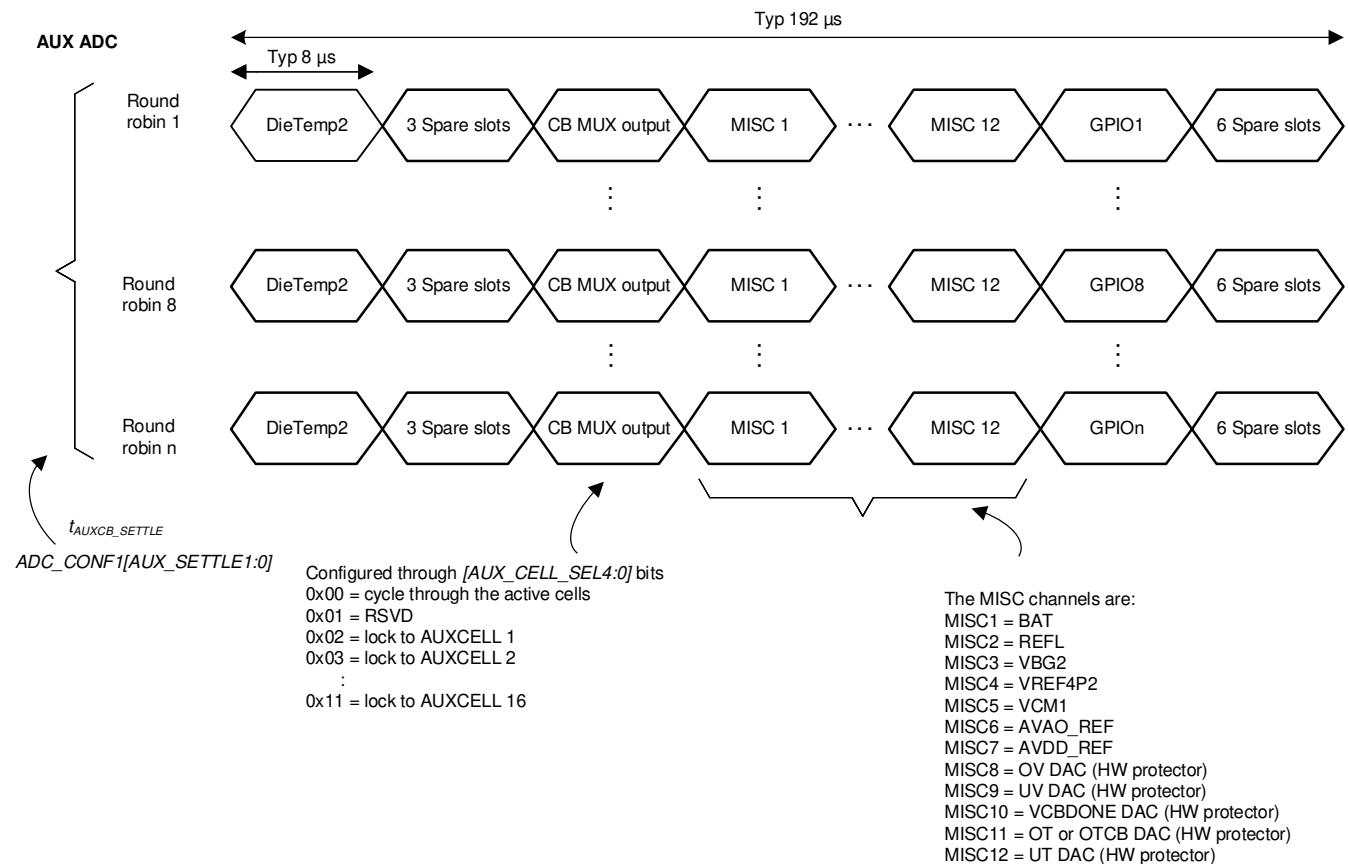 Typ 192 µs
AUX ADC
Typ 8 µs
Round
robin 1
DieTemp2
3 Spare slots
CB MUX output
MISC 1
...
MISC 12
GPIO1
6 Spare slots
Round
robin 8
DieTemp2
3 Spare slots
CB MUX output
MISC 1
...
MISC 12
GPIO8
6 Spare slots
Round
robin n
DieTemp2
3 Spare slots
CB MUX output
MISC 1
...
MISC 12
GPIOn
6 Spare slots
tAUXCB_SETTLE
ADC_CONF1[AUX_SETTLE1:0]
Configured through [AUX_CELL_SEL4:0] bits
0x00 = cycle through the active cells
0x01 = RSVD
0x02 = lock to AUXCELL 1
0x03 = lock to AUXCELL 2
:
0x11 = lock to AUXCELL 16
The MISC channels are:
MISC1 = BAT
MISC2 = REFL
MISC3 = VBG2
MISC4 = VREF4P2
MISC5 = VCM1
MISC6 = AVAO_REF
MISC7 = AVDD_REF
MISC8 = OV DAC (HW protector)
MISC9 = UV DAC (HW protector)
MISC10 = VCBDONE DAC (HW protector)
MISC11 = OT or OTCB DAC (HW protector)
MISC12 = UT DAC (HW protector)